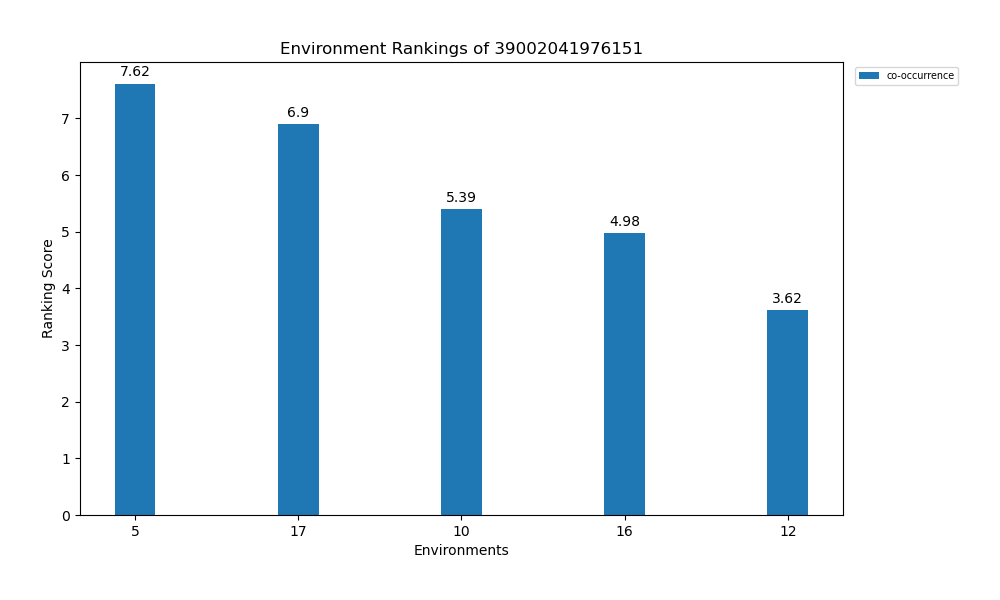 Environment Rankings of 39002041976151
co-occurrence
7.62
6.9
5.39
4.98
3.62
Ranking Score
7
6
5
4
3
2
1
0
5 17 10 16 12
Environments